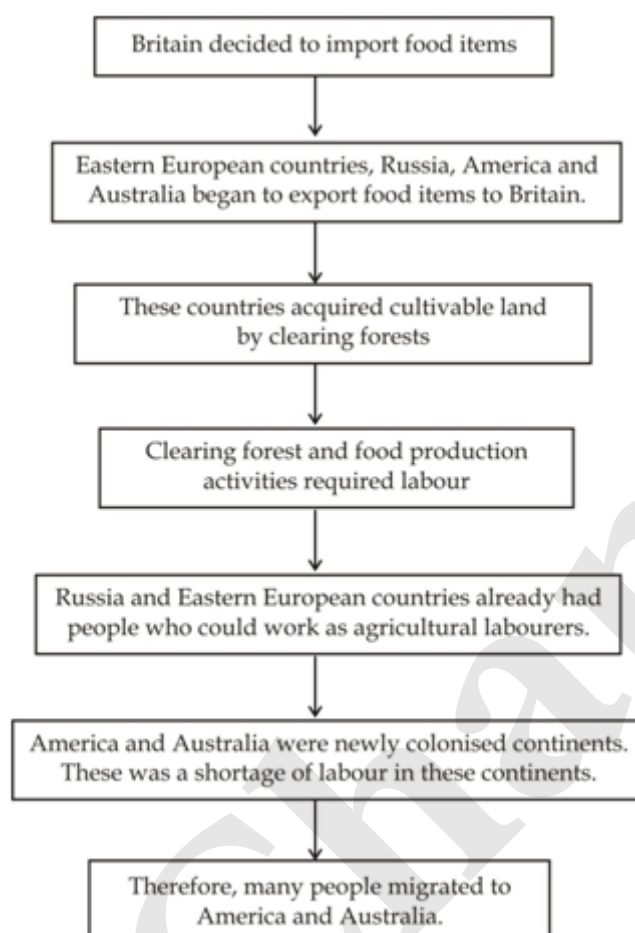 Britain decided to import food items
Eastern European countries, Russia, America and
Australia began to export food items to Britain.
These countries acquired cultivable land
by clearing forests
Clearing forest and food production
activities required labour
Russia and Eastern European countries already had
people who could work as agricultural labourers.
America and Australia were newly colonised continents.
These was a shortage of labour in these continents.
Therefore, many people migrated to
America and Australia.